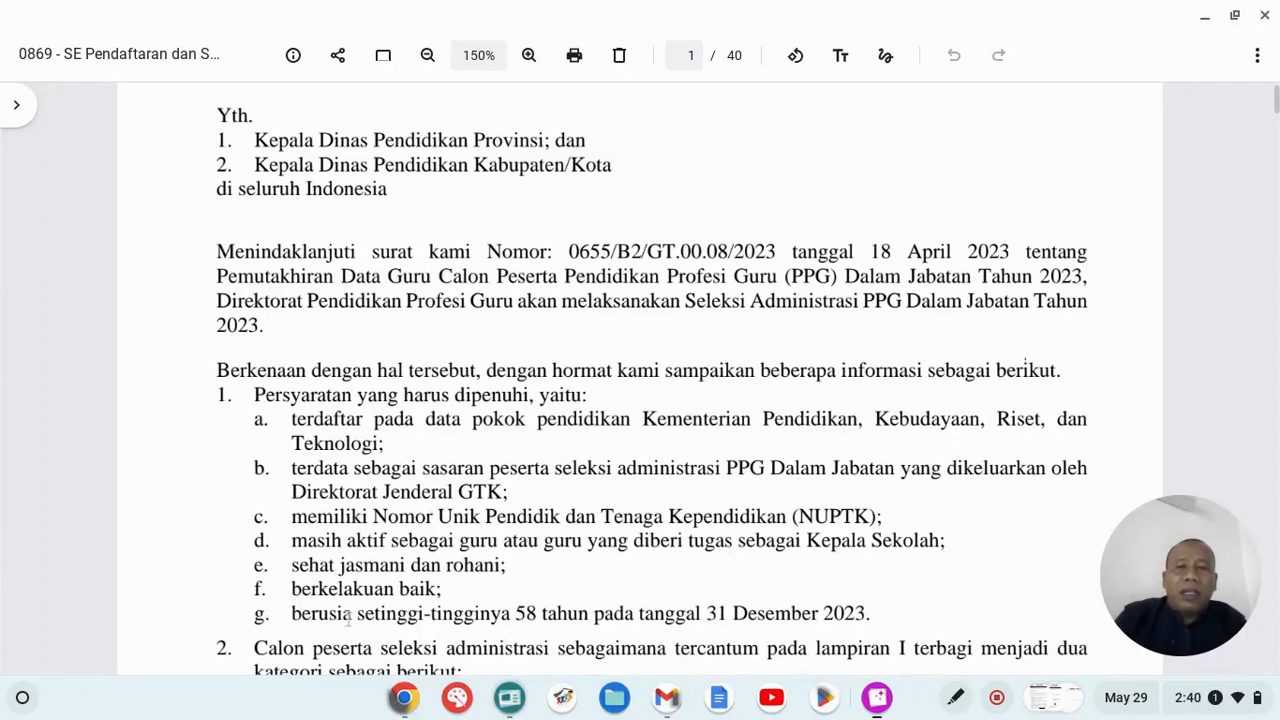 0869 - SE Pendaftaran dan S...
150%
1 / 40
Yth.
1. Kepala Dinas Pendidikan Provinsi; dan
2. Kepala Dinas Pendidikan Kabupaten/Kota
di seluruh Indonesia
Menindaklanjuti surat kami Nomor: 0655/B2/GT.00.08/2023 tanggal 18 April 2023 tentang
Pemutakhiran Data Guru Calon Peserta Pendidikan Profesi Guru (PPG) Dalam Jabatan Tahun 2023,
Direktorat Pendidikan Profesi Guru akan melaksanakan Seleksi Administrasi PPG Dalam Jabatan Tahun
2023.
Berkenaan dengan hal tersebut, dengan hormat kami sampaikan beberapa informasi sebagai berikut.
1. Persyaratan yang harus dipenuhi, yaitu:
a. terdaftar pada data pokok pendidikan Kementerian Pendidikan, Kebudayaan, Riset, dan
Teknologi;
b. terdata sebagai sasaran peserta seleksi administrasi PPG Dalam Jabatan yang dikeluarkan oleh
Direktorat Jenderal GTK;
c. memiliki Nomor Unik Pendidik dan Tenaga Kependidikan (NUPTK);
d. masih aktif sebagai guru atau guru yang diberi tugas sebagai Kepala Sekolah;
e. sehat jasmani dan rohani;
f. berkelakuan baik;
g. berusia setinggi-tingginya 58 tahun pada tanggal 31 Desember 2023.
2. Calon peserta seleksi administrasi sebagaimana tercantum pada lampiran I terbagi menjadi dua
kategori sebagai berikut:
May 29
2:40
1